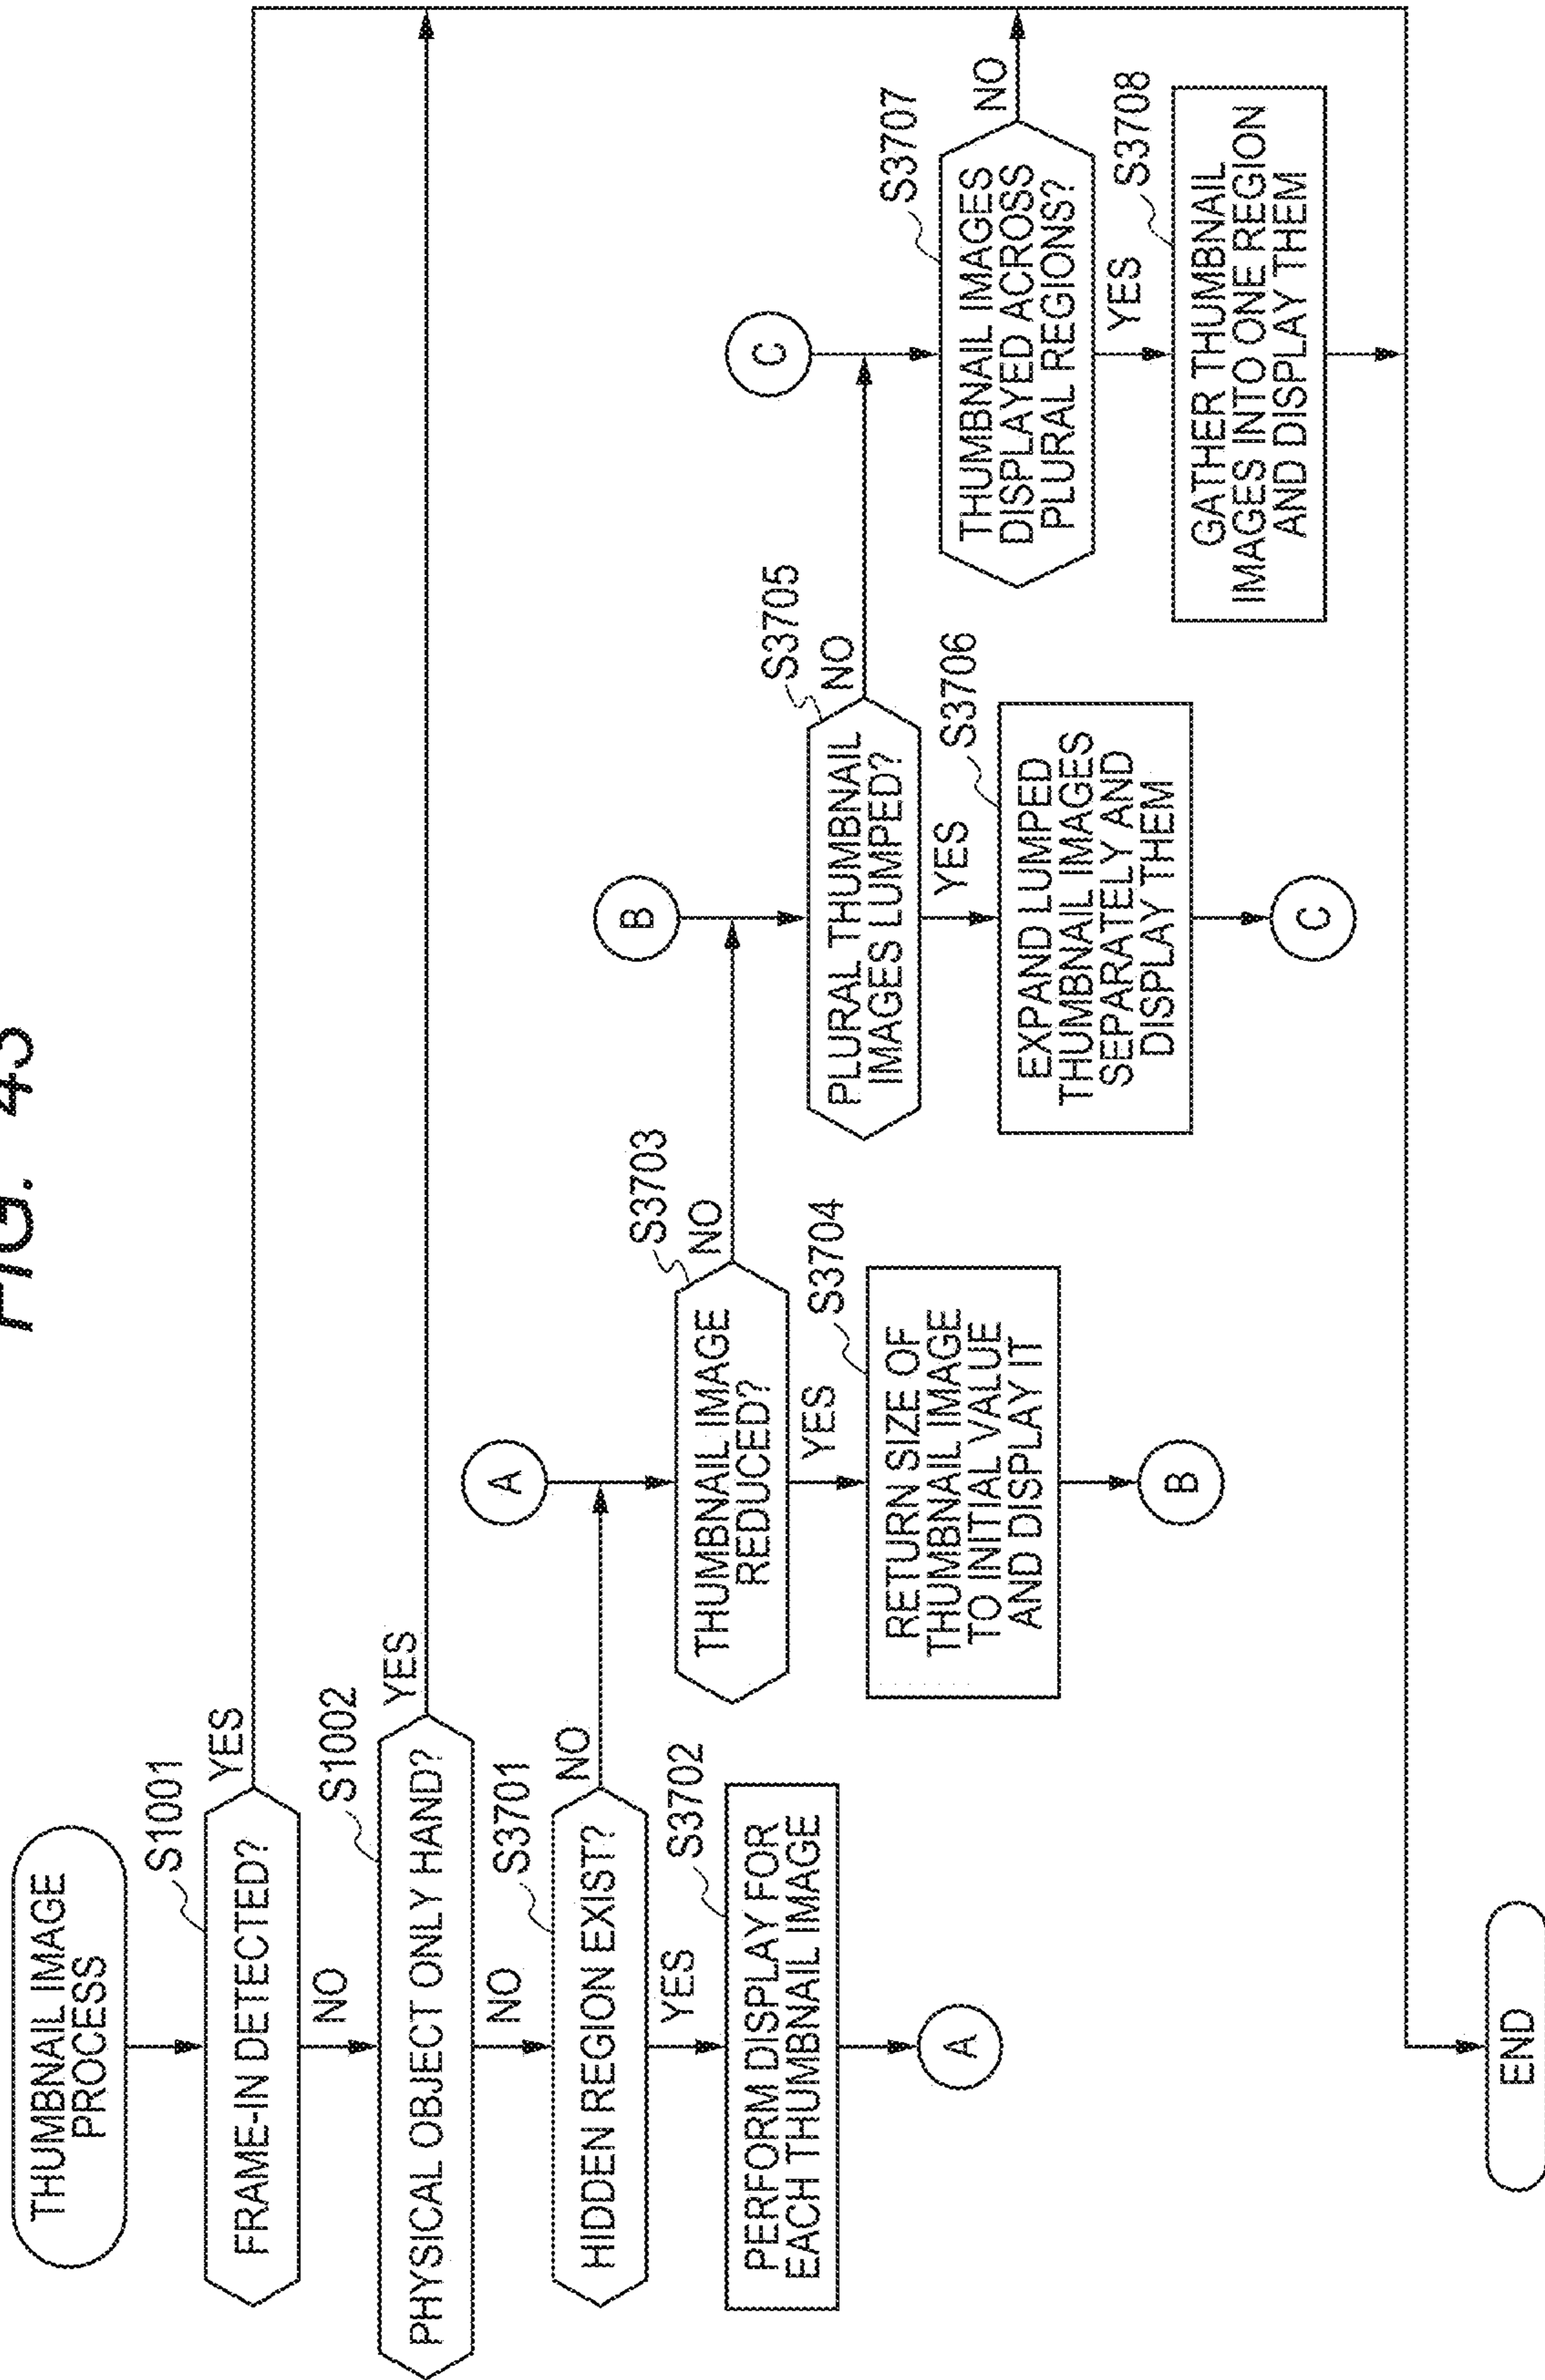 FIG. 43
THUMBNAIL IMAGE
PROCESS
S1001
FRAME-IN DETECTED?
YES
NO
S1002
PHYSICAL OBJECT ONLY HAND?
YES
NO
S3701
HIDDEN REGION EXIST?
NO
YES
S3702
PERFORM DISPLAY FOR
EACH THUMBNAIL IMAGE
A
A
S3703
THUMBNAIL IMAGE
REDUCED?
NO
YES
S3704
RETURN SIZE OF
THUMBNAIL IMAGE
TO INITIAL VALUE
AND DISPLAY IT
B
B
S3705
PLURAL THUMBNAIL
IMAGES LUMPED?
NO
YES
S3706
EXPAND LUMPED
THUMBNAIL IMAGES
SEPARATELY AND
DISPLAY THEM
C
C
S3707
THUMBNAIL IMAGES
DISPLAYED ACROSS
PLURAL REGIONS?
NO
YES
S3708
GATHER THUMBNAIL
IMAGES INTO ONE REGION
AND DISPLAY THEM
END